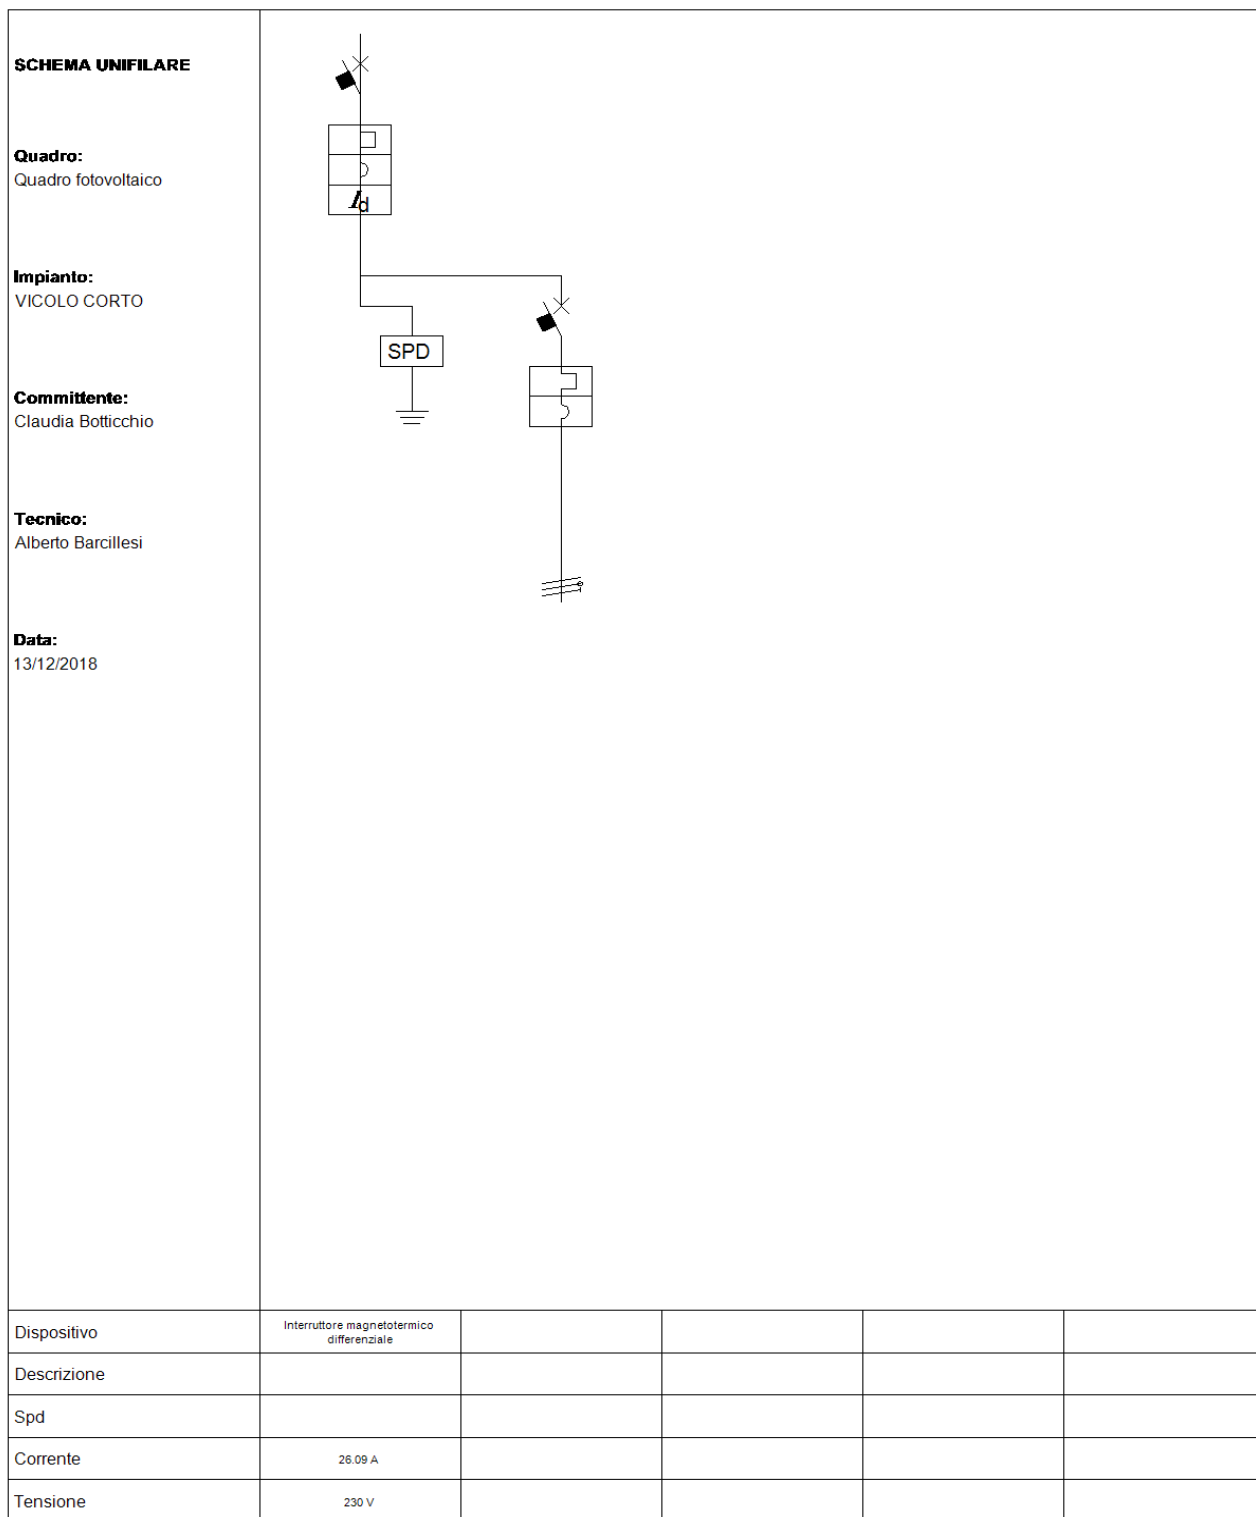 SCHEMA UNIFILARE
Quadro:
Quadro fotovoltaico
Id
Impianto:
VICOLO CORTO
SPD
Committente:
Claudia Botticchio
Tecnico:
Alberto Barcillesi
Data:
13/12/2018
Dispositivo
Interruttore magnetotermico
differenziale
Descrizione
Spd
Corrente
26.09 A
Tensione
230 V